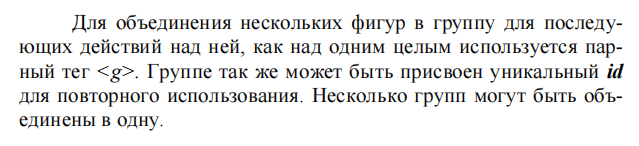 Для объединения нескольких фигур в группу для последу-
ющих действий над ней, как над одним целым используется пар-
ный тег <g>. Группе так же может быть присвоен уникальный id
для повторного использования. Несколько групп могут быть объ-
единены в одну.